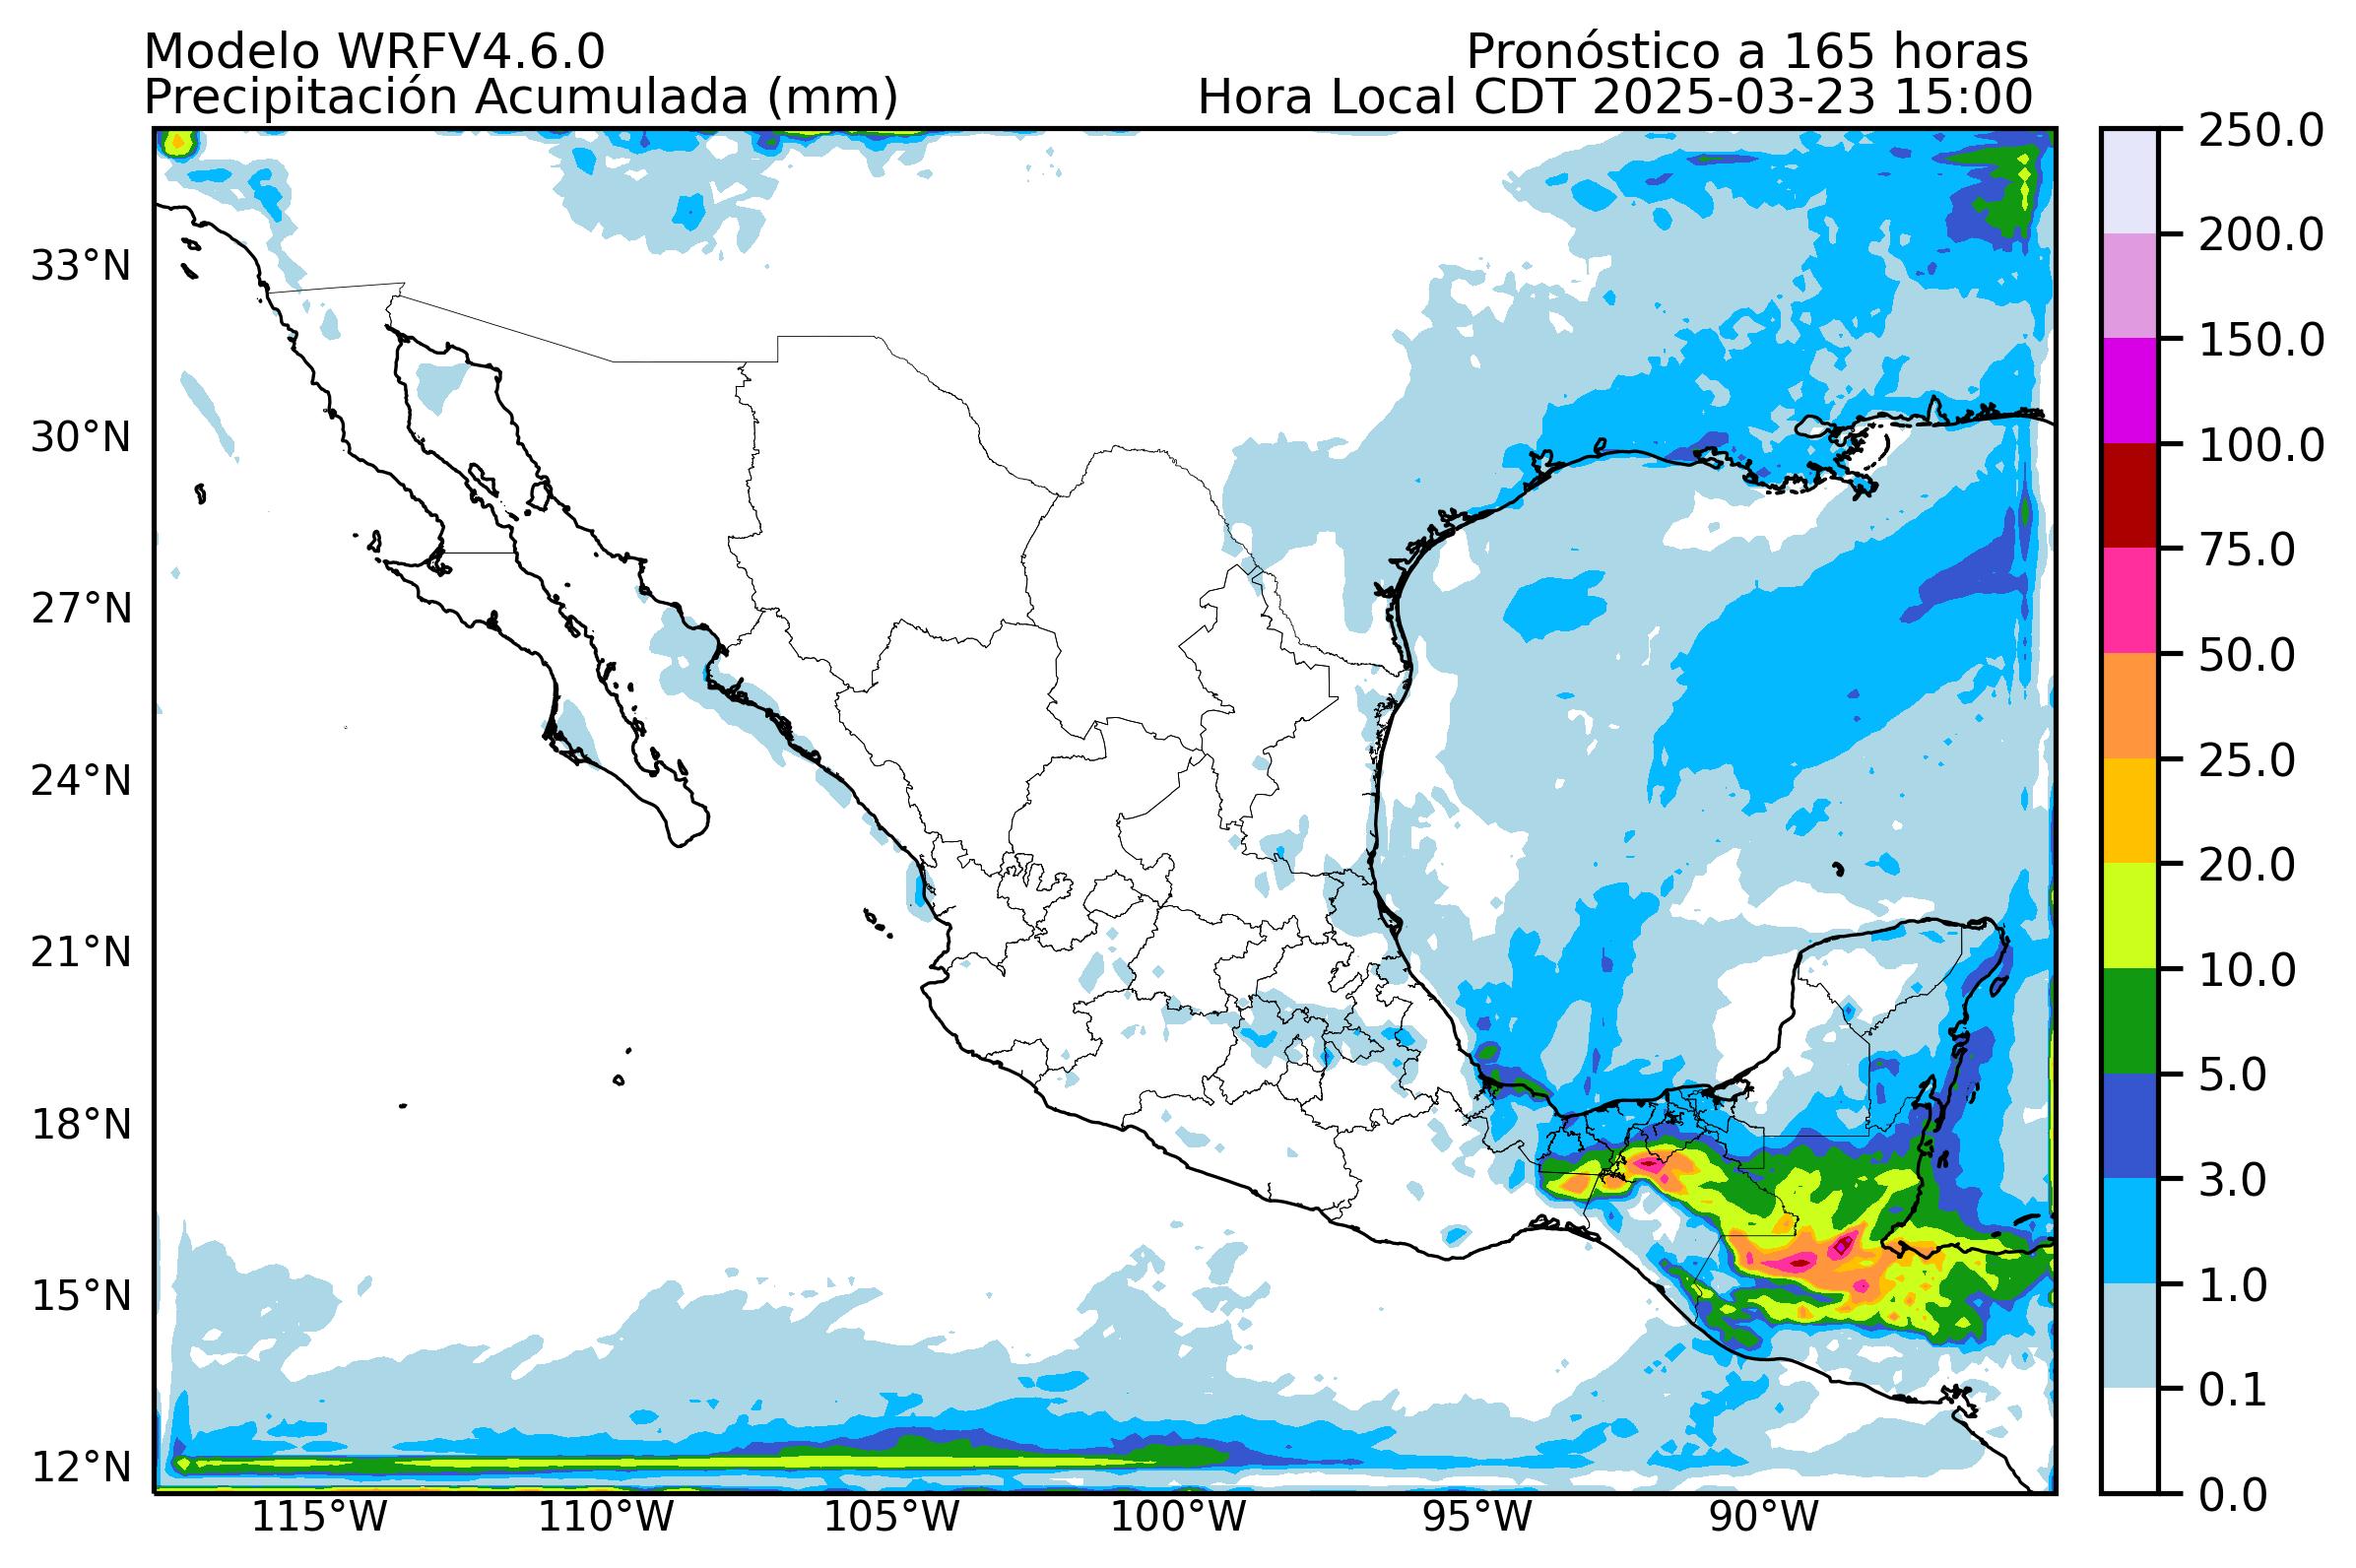 Modelo WRFV4.6.0
Pronóstico a 165 horas
Precipitación Acumulada (mm)
Hora Local CDT 2025-03-23 15:00
33°N
30°N
27°N
24°N
21°N
18°N
15°N
12°N
115°W
110°W
105°W
100°W
95°W
90°W
250.0
200.0
150.0
100.0
75.0
50.0
25.0
20.0
10.0
5.0
3.0
1.0
0.1
0.0